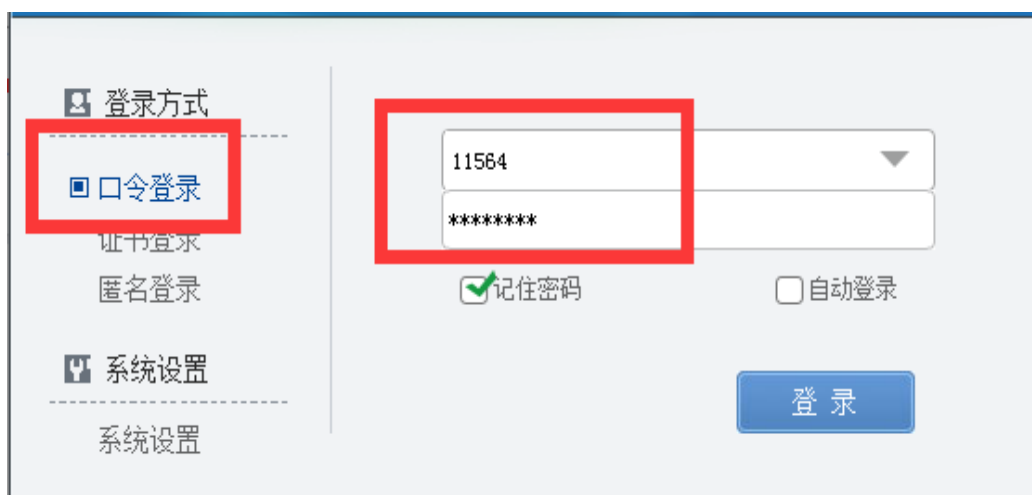 登录方式
口令登录
证书登录
匿名登录
系统设置
系统设置
11564
********
记住密码
自动登录
登录